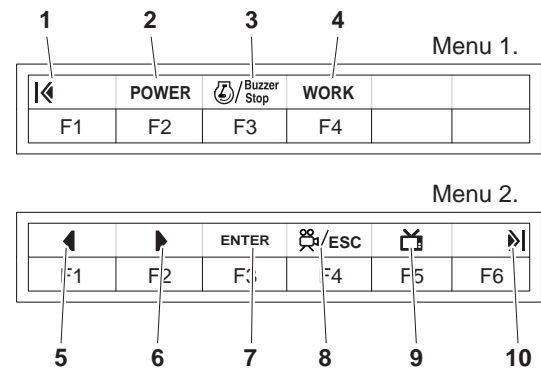 1 2 3 4
Menu 1.
POWER / Buzzer Stop WORK
F1 F2 F3 F4
Menu 2.
ENTER /ESC
F1 F2 F3 F4 F5 F6
5 6 7 8 9 10